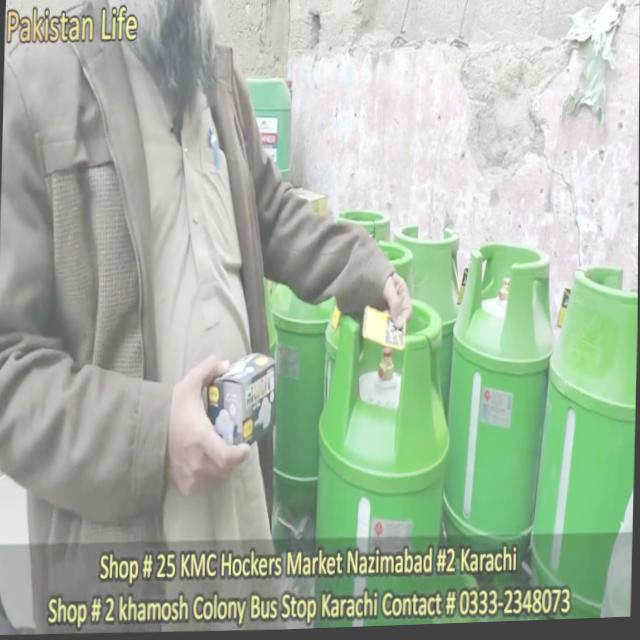 Pakistan Life
Shop # 25 KMC Hockers Market Nazimabad #2 Karachi
Shop # 2 khamosh Colony Bus Stop Karachi Contact # 0333-2348073